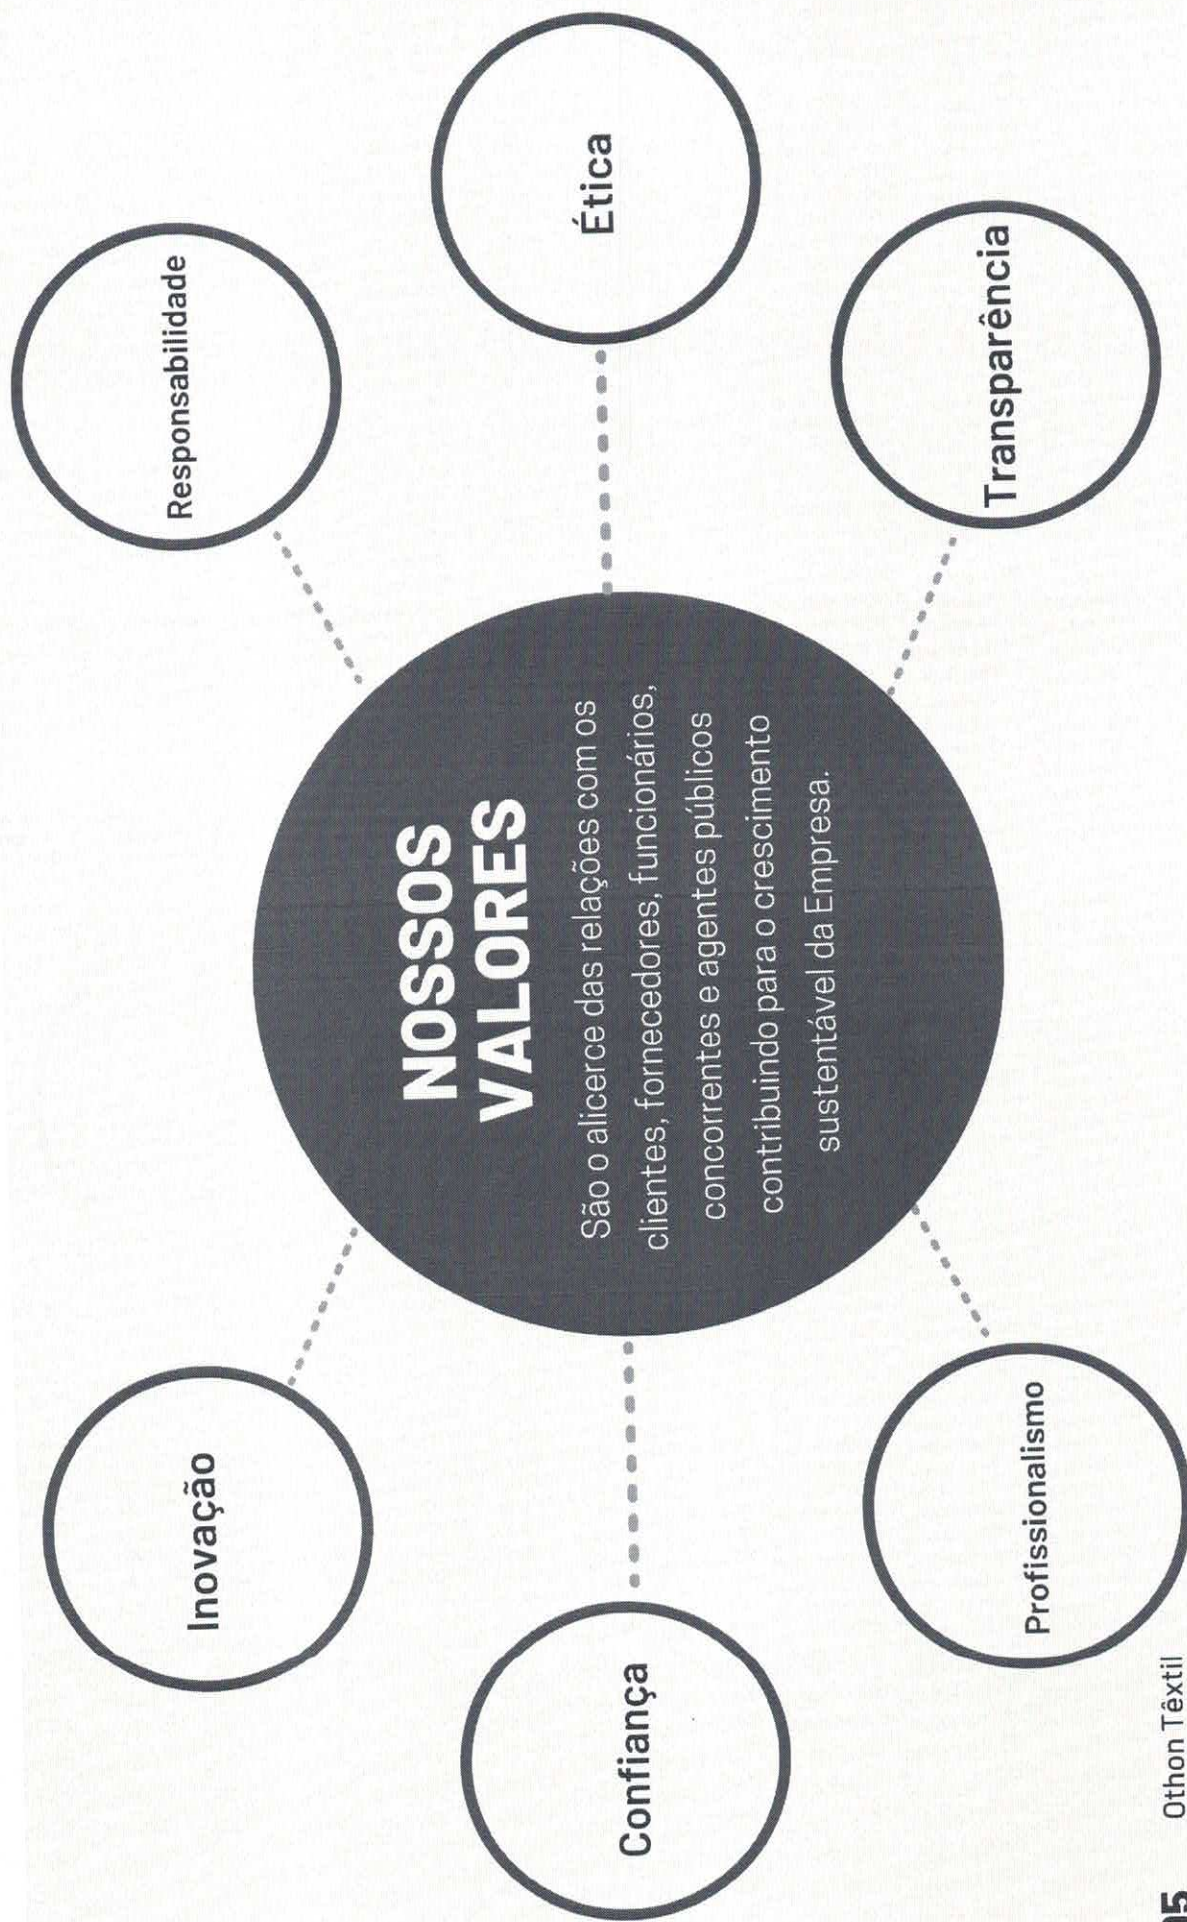 Inovação
Responsabilidade
NOSSOS
VALORES
São o alicerce das relações com os
clientes, fornecedores, funcionários,
concorrentes e agentes públicos
contribuindo para o crescimento
sustentável da Empresa.
Confiança
Ética
Profissionalismo
Transparência
05
Othon Têxtil